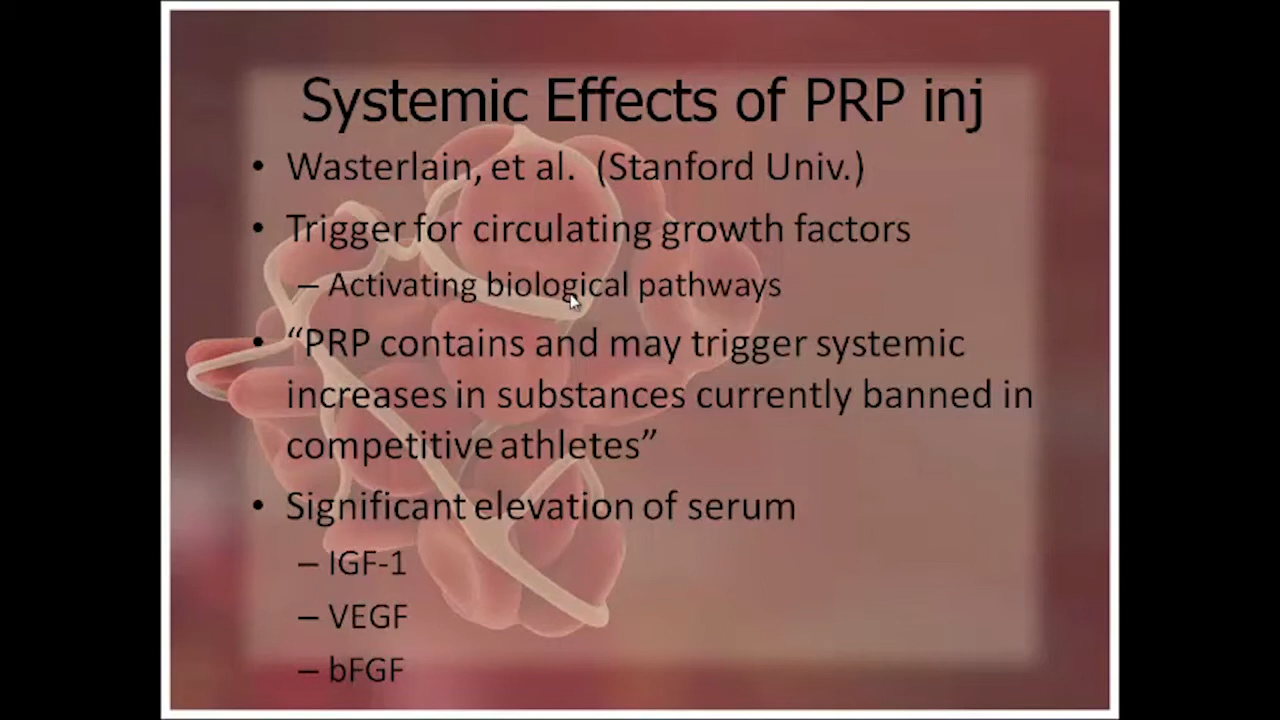 Systemic Effects of PRP inj
• Wasterlain, et al. (Stanford Univ.)
• Trigger for circulating growth factors
– Activating biological pathways
• “PRP contains and may trigger systemic
increases in substances currently banned in
competitive athletes”
• Significant elevation of serum
– IGF-1
– VEGF
– bFGF